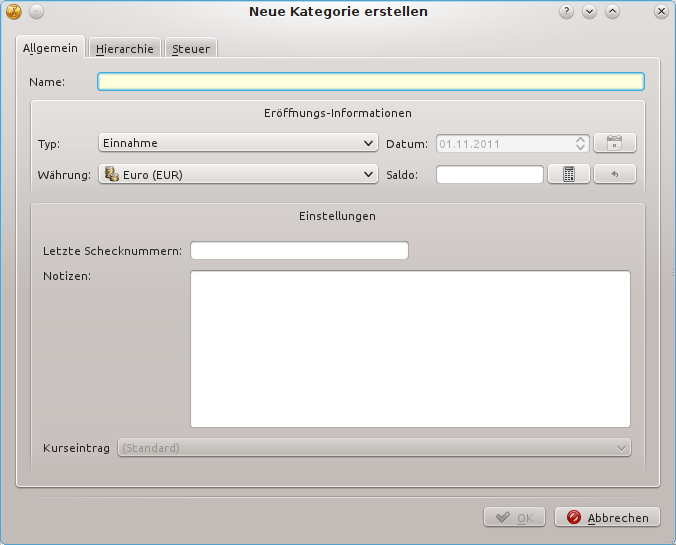 Neue Kategorie erstellen
Allgemein Hierarchie Steuer
Name:
Eröffnungs-Informationen
Typ: Einnahme Datum: 01.11.2011
Währung: Euro (EUR) Saldo:
Einstellungen
Letzte Schecknummern:
Notizen:
Kurseintrag (Standard)
OK Abbrechen